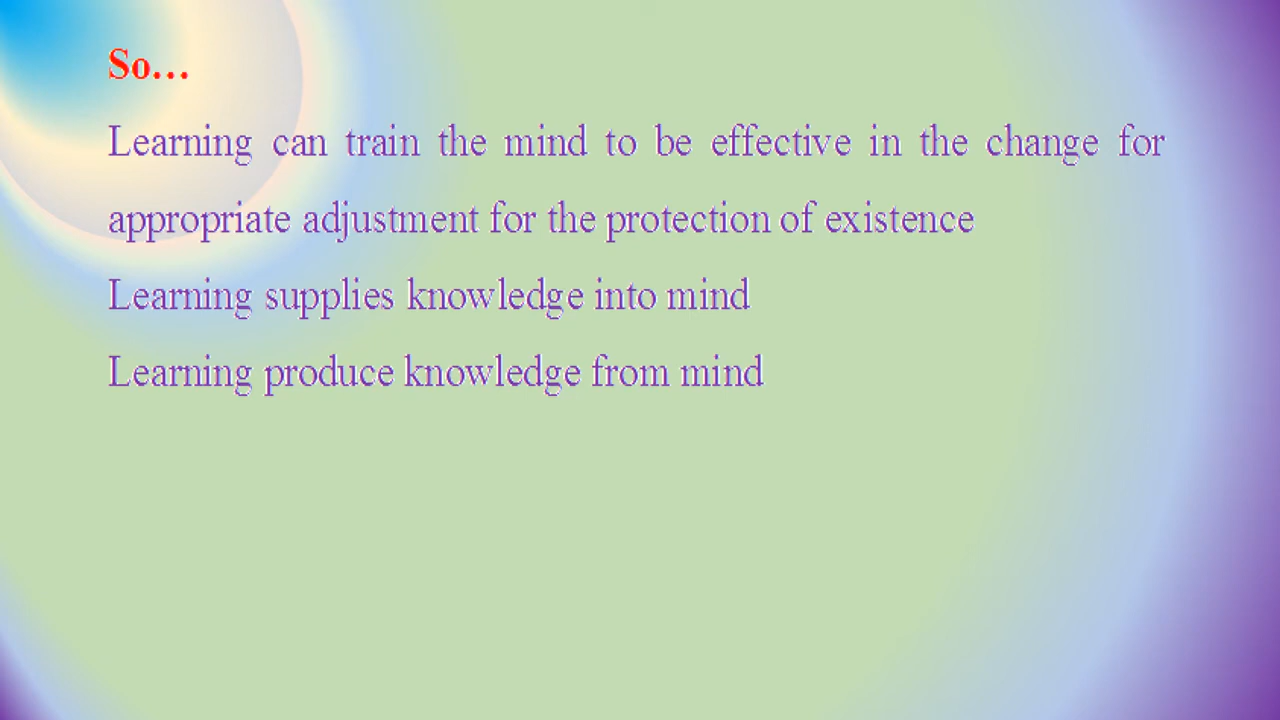 So…
Learning can train the mind to be effective in the change for
appropriate adjustment for the protection of existence
Learning supplies knowledge into mind
Learning produce knowledge from mind